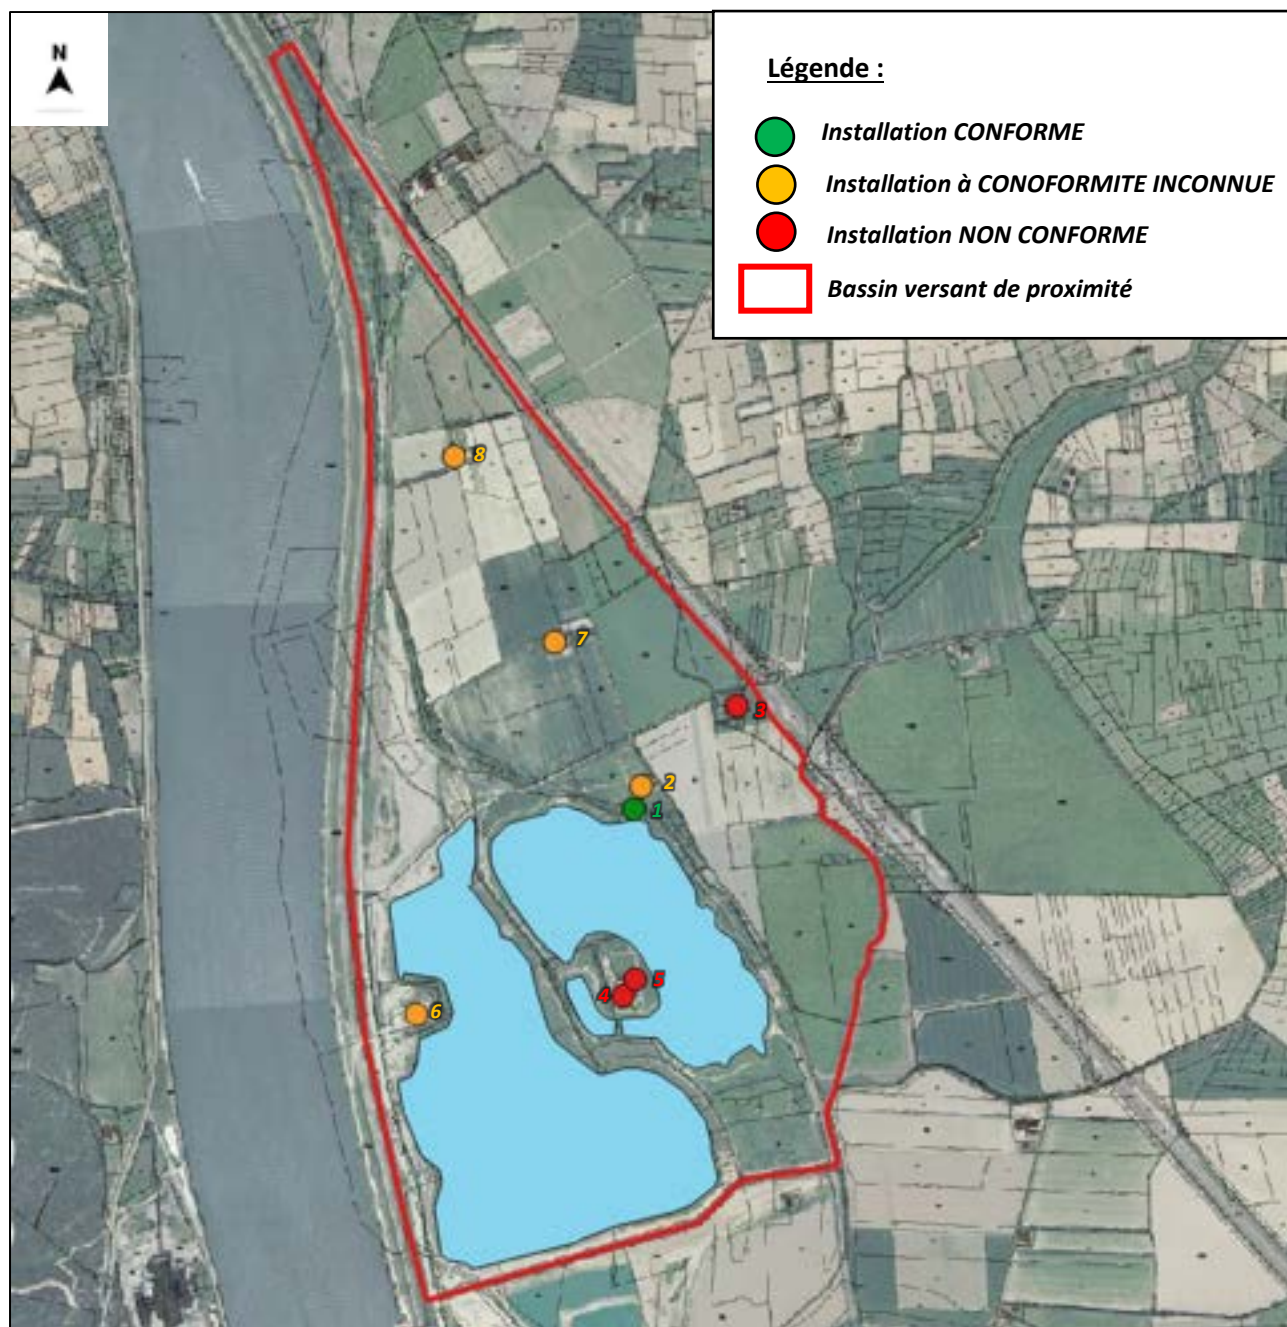 N
Légende :
Installation CONFORME
Installation à CONOFORMITE INCONNUE
Installation NON CONFORME
Bassin versant de proximité
8
7
3
2
1
5
4
6